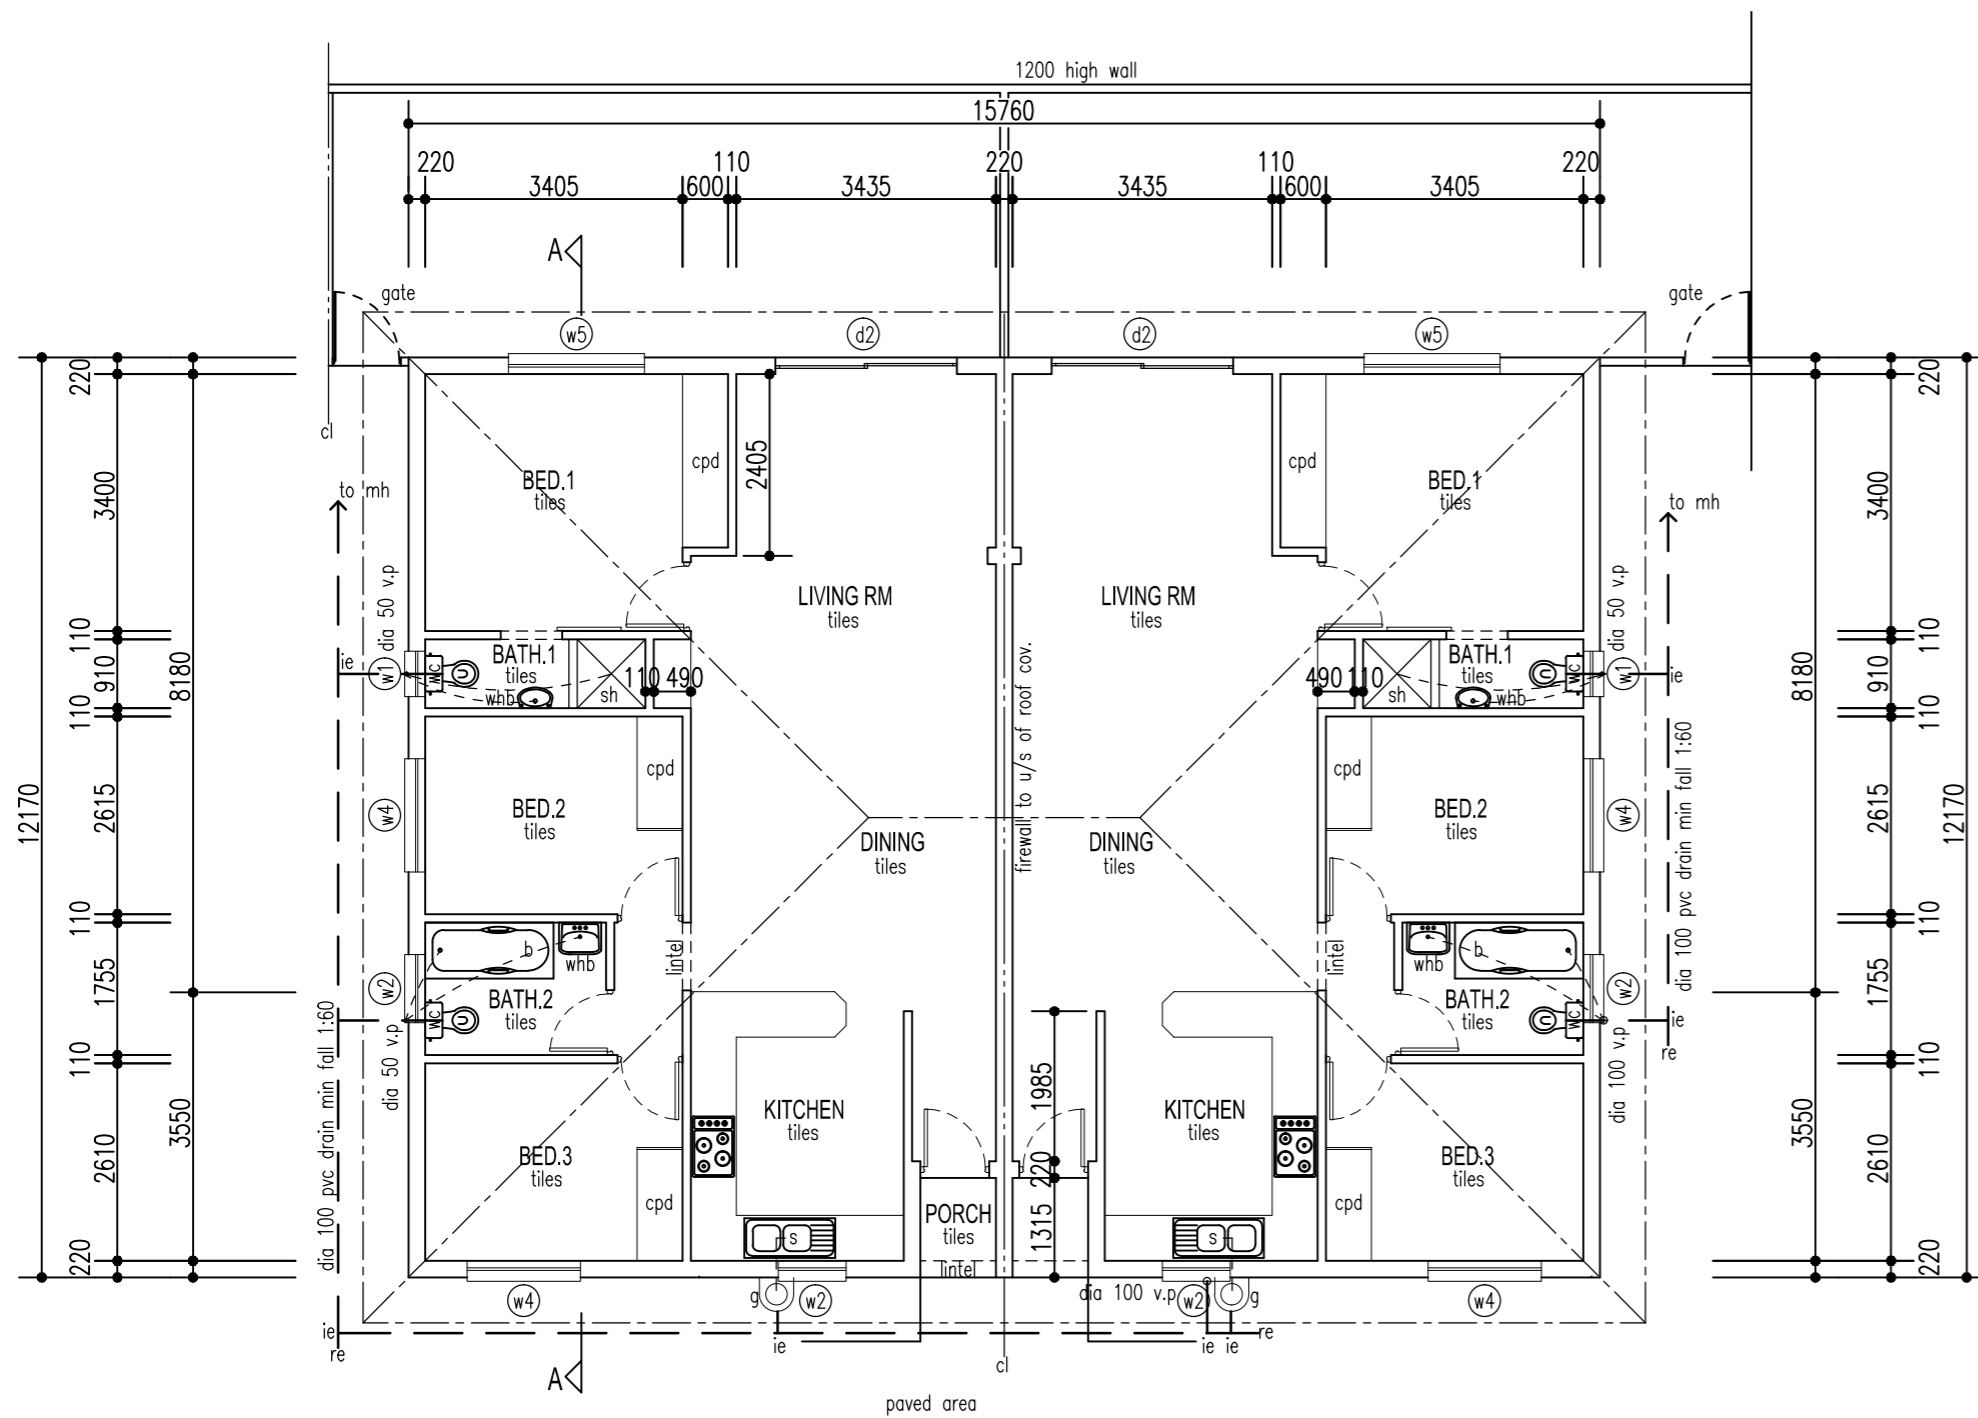 1200 high wall
15760
220 110 220 110 220
3405 600 3435 3435 600 3405
A
gate gate
w5 d2 d2 w5
220 220
cl
2405
cpd cpd
BED.1 BED.1
tiles tiles
3400 3400
to mh to mh
dia 50 v.p dia 50 v.p
LIVING RM LIVING RM
tiles tiles
110 110
BATH.1 BATH.1
tiles tiles
ie w1 WC 110 490 490 110 WC w1 ie
910 8180 8180 910
whb sh sh whb
110 110
firewall to u/s of roof cov.
cpd cpd
BED.2 BED.2
tiles tiles
w4 w4
12170 2615 2615 12170
dia 100 pvc drain min fall 1:60
DINING DINING
tiles tiles
110 110
b b
whb lintel lintel whb
w2 w2
1755 1755
BATH.2 BATH.2
tiles tiles
WC WC
ie
re
dia 50 v.p dia 100 v.p
110 110
dia 100 pvc drain min fall 1:60
1985
KITCHEN KITCHEN
tiles tiles
3550 3550
BED.3 BED.3
tiles tiles
2610 2610
220
cpd cpd
PORCH
tiles
1315
s s
220 220
lintel
g dia 100 v.p g
w4 w2 w2 w4
ie re
re ie ie ie
cl
A
paved area